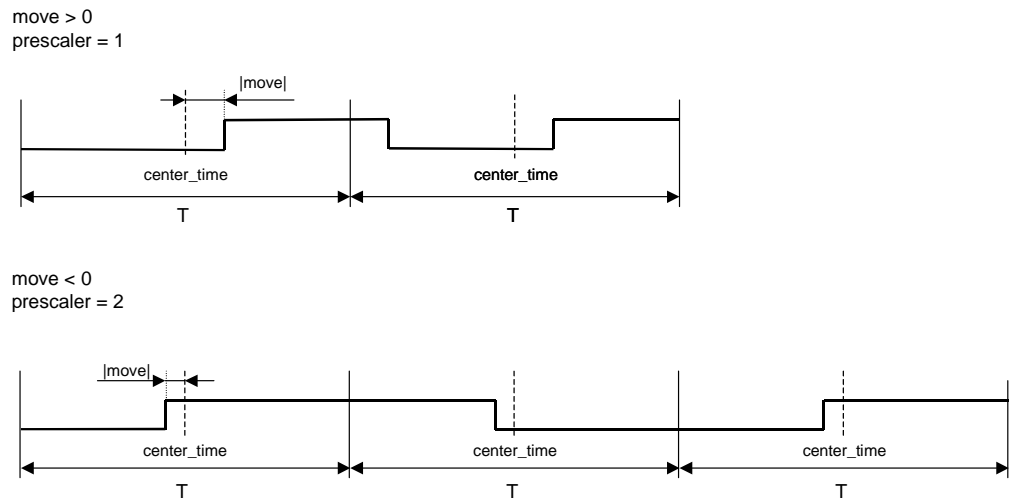 move > 0
prescaler = 1
|move|
center_time
center_time
T
T
move < 0
prescaler = 2
|move|
center_time
center_time
center_time
T
T
T